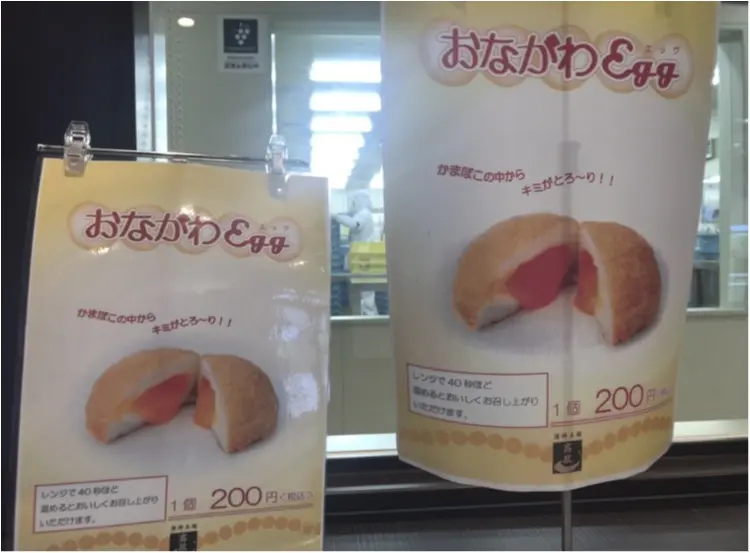 おながわEgg
エッグ
かまぼこの中から
キミがとろ～り！！
レンジで40秒ほど
温めるとおいしくお召し上がり
いただけます。
1個 200円<税込>
おながわEgg
エッグ
かまぼこの中から
キミがとろ～り！！
レンジで40秒ほど
温めるとおいしくお召し上がり
いただけます。
1個 200円